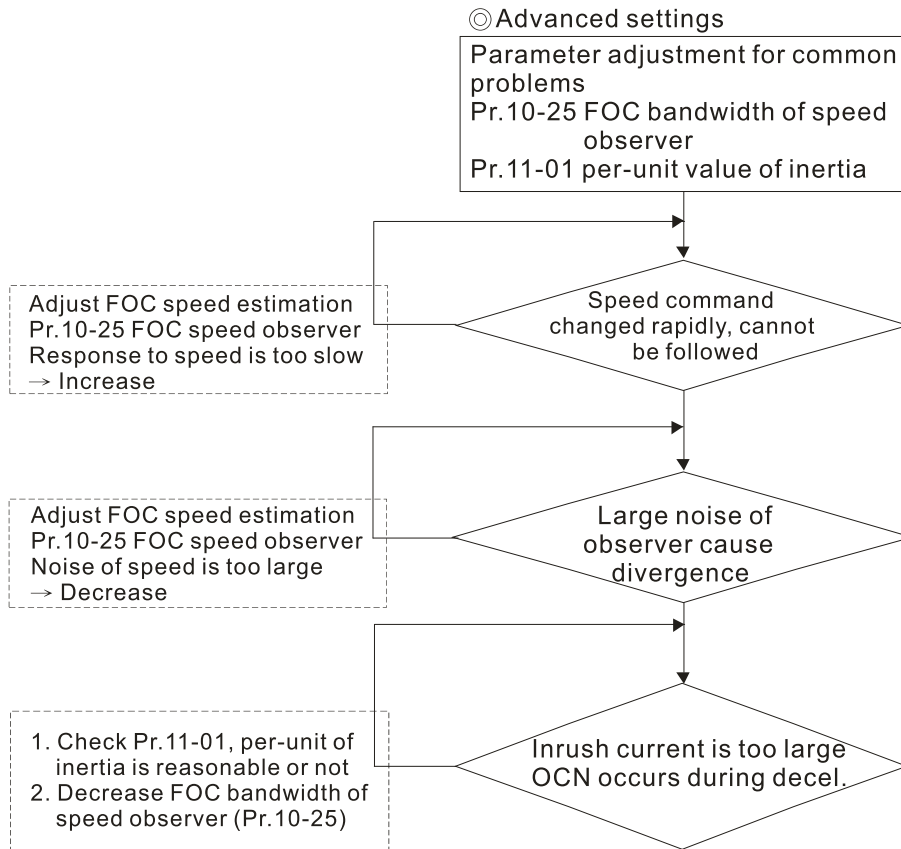 ◎ Advanced settings
Parameter adjustment for common
problems
Pr.10-25 FOC bandwidth of speed
observer
Pr.11-01 per-unit value of inertia
Adjust FOC speed estimation
Pr.10-25 FOC speed observer
Response to speed is too slow
→ Increase
Speed command
changed rapidly, cannot
be followed
Adjust FOC speed estimation
Pr.10-25 FOC speed observer
Noise of speed is too large
→ Decrease
Large noise of
observer cause
divergence
1. Check Pr.11-01, per-unit of
inertia is reasonable or not
2. Decrease FOC bandwidth of
speed observer (Pr.10-25)
Inrush current is too large
OCN occurs during decel.